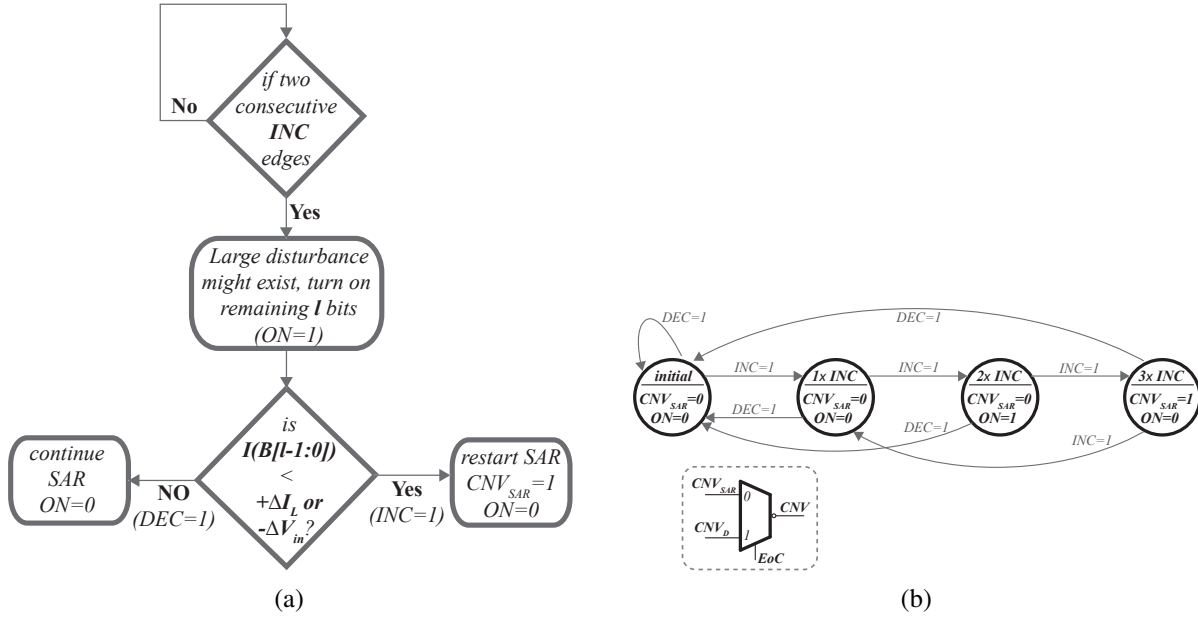 if two
consecutive
INC
edges
No
Yes
Large disturbance
might exist, turn on
remaining l bits
(ON=1)
is
I(B[l-1:0])
<
+ΔI_L or
-ΔV_in?
continue
SAR
ON=0
NO
(DEC=1)
Yes
(INC=1)
restart SAR
CNV_SAR=1
ON=0
(a)
DEC=1
DEC=1
initial
CNV_SAR=0
ON=0
INC=1
1x INC
CNV_SAR=0
ON=0
INC=1
2x INC
CNV_SAR=0
ON=1
INC=1
3x INC
CNV_SAR=1
ON=0
DEC=1
DEC=1
INC=1
CNV_SAR
0
CNV_D
1
CNV
EoC
(b)